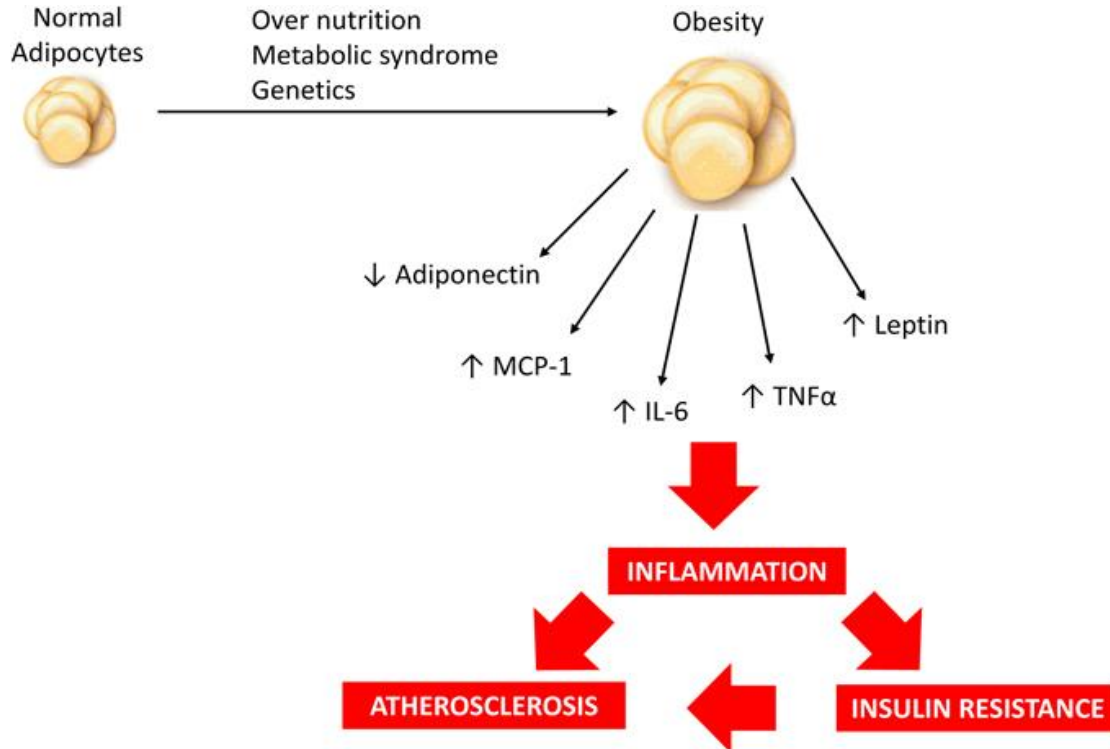 Normal
Adipocytes
Over nutrition
Metabolic syndrome
Genetics
Obesity
↓ Adiponectin
↑ MCP-1
↑ IL-6
↑ TNFα
↑ Leptin
INFLAMMATION
ATHEROSCLEROSIS
INSULIN RESISTANCE